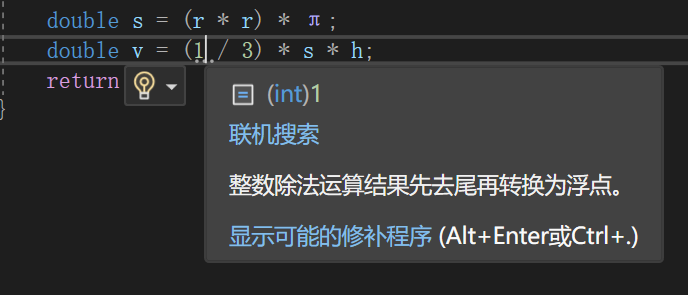 double s = (r * r) * π;
double v = (1 / 3) * s * h;
return
}
(int)1
联机搜索
整数除法运算结果先去尾再转换为浮点。
显示可能的修补程序 (Alt+Enter或Ctrl+.)